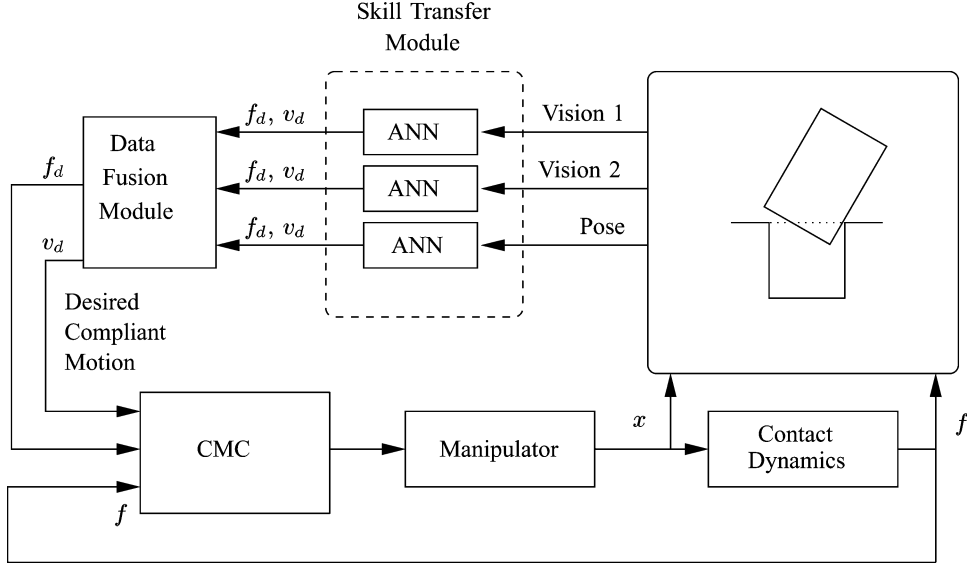 Skill Transfer
Module
f_d, v_d
ANN
Vision 1
Data
Fusion
Module
f_d
f_d, v_d
ANN
Vision 2
f_d, v_d
ANN
Pose
v_d
Desired
Compliant
Motion
CMC
Manipulator
x
Contact
Dynamics
f
f